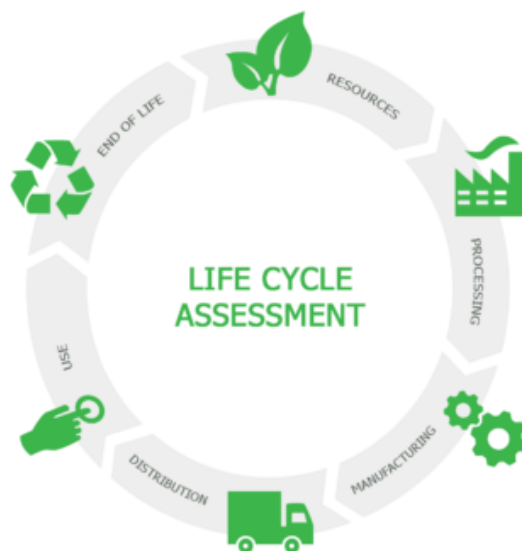 LIFE CYCLE
ASSESSMENT
RESOURCES
PROCESSING
MANUFACTURING
DISTRIBUTION
USE
END OF LIFE